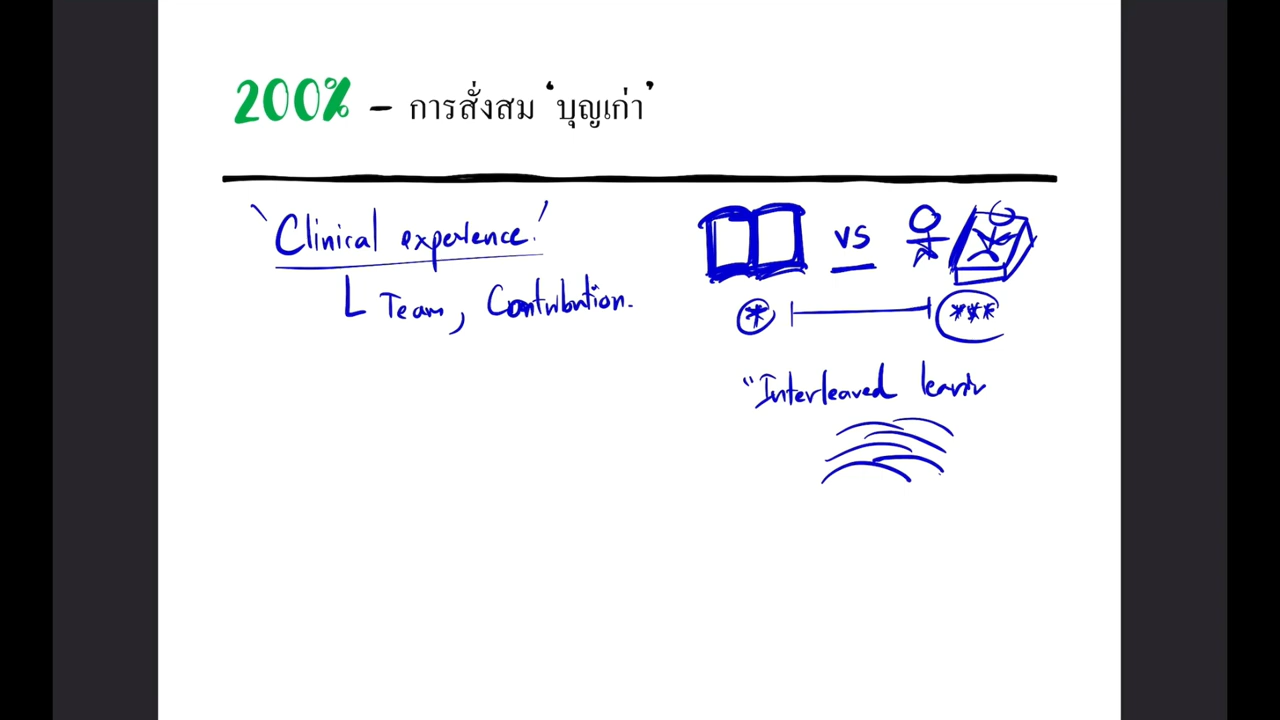 200% - การสั่งสม 'บุญเก่า'
'Clinical experience.'
Team, Contribution.
vs
* ***
"Interleaved